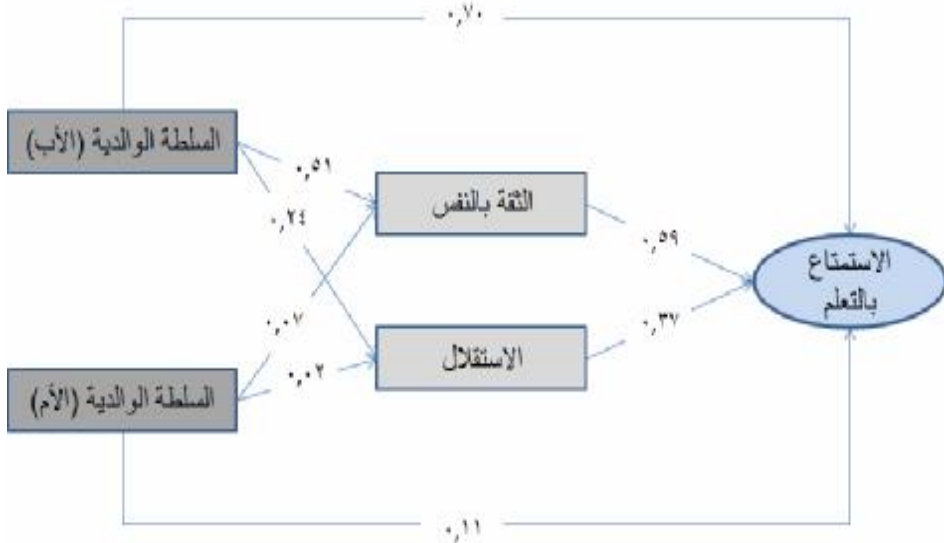 ٠,٧٠
السلطة الوالدية (الأب)
٠,٥١
الثقة بالنفس
٠,٢٤
٠,٥٩
الاستمتاع
بالتعلم
٠,٠٧
٠,٣٧
الاستقلال
٠,٠٢
السلطة الوالدية (الأم)
٠,١١